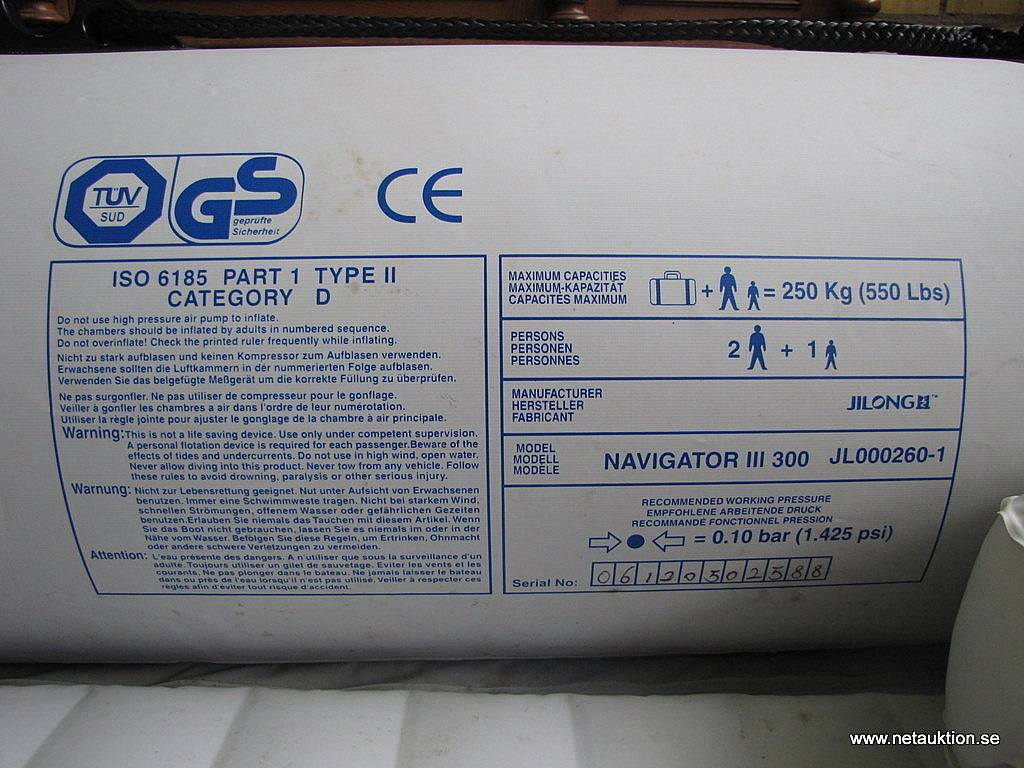 TÜV
SUD
GS
geprüfte
Sicherheit
CE
ISO 6185 PART 1 TYPE II
CATEGORY D
Do not use high pressure air pump to inflate.
The chambers should be inflated by adults in numbered sequence.
Do not overinflate! Check the printed ruler frequently while inflating.
Nicht zu stark aufblasen und keinen Kompressor zum Aufblasen verwenden.
Erwachsene sollten die Luftkammern in der nummerierten Folge aufblasen.
Verwenden Sie das belgefügte Meßgerät um die korrekte Füllung zu überprüfen.
Ne pas surgonfler. Ne pas utiliser de compresseur pour le gonflage.
Veiller à gonfler les chambres a air dans l'ordre de leur numérotation.
Utiliser la règle jointe pour ajuster le gonglage de la chambre à air principale.
Warning: This is not a life saving device. Use only under competent supervision.
A personal flotation device is required for each passenger.Beware of the
effects of tides and undercurrents. Do not use in high wind, open water.
Never allow diving into this product. Never tow from any vehicle. Follow
these rules to avoid drowning, paralysis or other serious injury.
Warnung: Nicht zur Lebensrettung geeignet. Nut unter Aufsicht von Erwachsenen
benutzen. Immer eine Schwimmweste tragen. Nicht bei starkem Wind,
schnellen Strömungen, offenem Wasser oder gefährlichen Gezeiten
benutzen.Erlauben Sie niemals das Tauchen mit diesem Artikel. Wenn
Sie das Boot nicht gebrauchen, lassen Sie es niemals im oder in der
Nähe vom Wasser. Befolgen Sie diese Regeln, um Ertrinken, Ohnmacht
oder andere schwere Verletzungen zu vermeiden.
Attention: L'eau présente des dangers. A n'utiliser que sous la surveillance d'un
adulte. Toujours utiliser un gilet de sauvetage. Eviter les vents et les
courants. Ne pas plonger dans le bateau. Ne jamais laisser le bateau
dans ou près de l'eau lorsqu'il n'est pas utilisé. Veiller à respecter ces
règles afin d'éviter tout risque d'accident.
MAXIMUM CAPACITIES
MAXIMUM-KAPAZITÄT
CAPACITES MAXIMUM
+ = 250 Kg (550 Lbs)
PERSONS
PERSONEN
PERSONNES
2 + 1
MANUFACTURER
HERSTELLER
FABRICANT
JILONG™
MODEL
MODELL
MODELE
NAVIGATOR III 300 JL000260-1
RECOMMENDED WORKING PRESSURE
EMPFOHLENE ARBEITENDE DRUCK
RECOMMANDE FONCTIONNEL PRESSION
= 0.10 bar (1.425 psi)
Serial No: 06120302388
www.netauktion.se